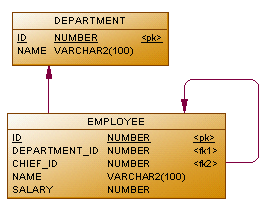 DEPARTMENT
ID NUMBER <pk>
NAME VARCHAR2(100)
EMPLOYEE
ID NUMBER <pk>
DEPARTMENT_ID NUMBER <fk1>
CHIEF_ID NUMBER <fk2>
NAME VARCHAR2(100)
SALARY NUMBER